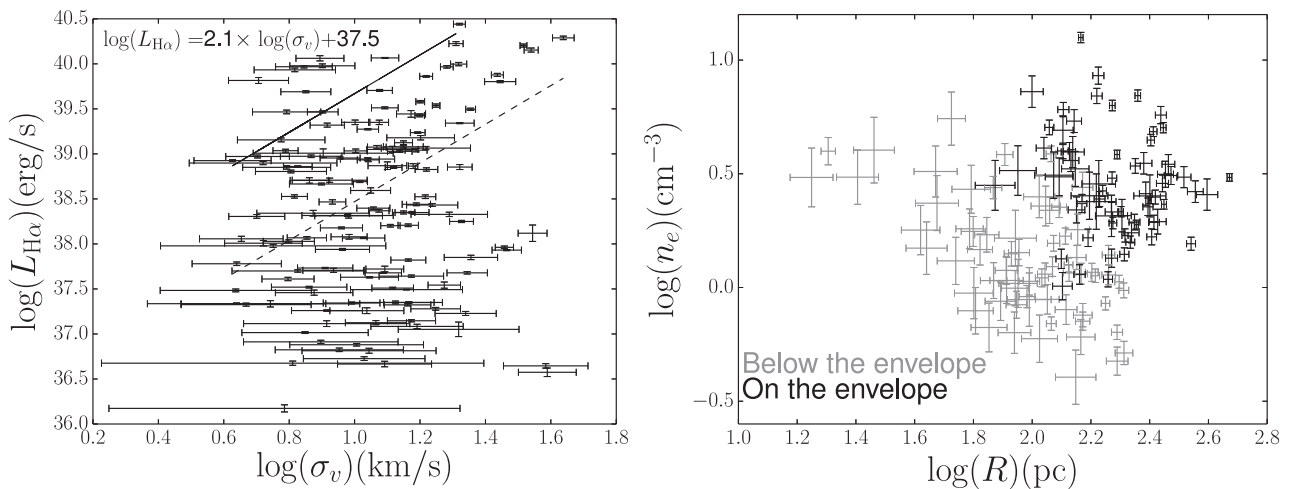 log(L_Hα) = 2.1 × log(σ_v)+37.5
40.5
40.0
39.5
39.0
38.5
38.0
37.5
37.0
36.5
36.0
log(L_Hα)(erg/s)
0.2 0.4 0.6 0.8 1.0 1.2 1.4 1.6 1.8
log(σ_v)(km/s)
1.0
0.5
0.0
−0.5
log(n_e)(cm^−3)
Below the envelope
On the envelope
1.0 1.2 1.4 1.6 1.8 2.0 2.2 2.4 2.6 2.8
log(R)(pc)